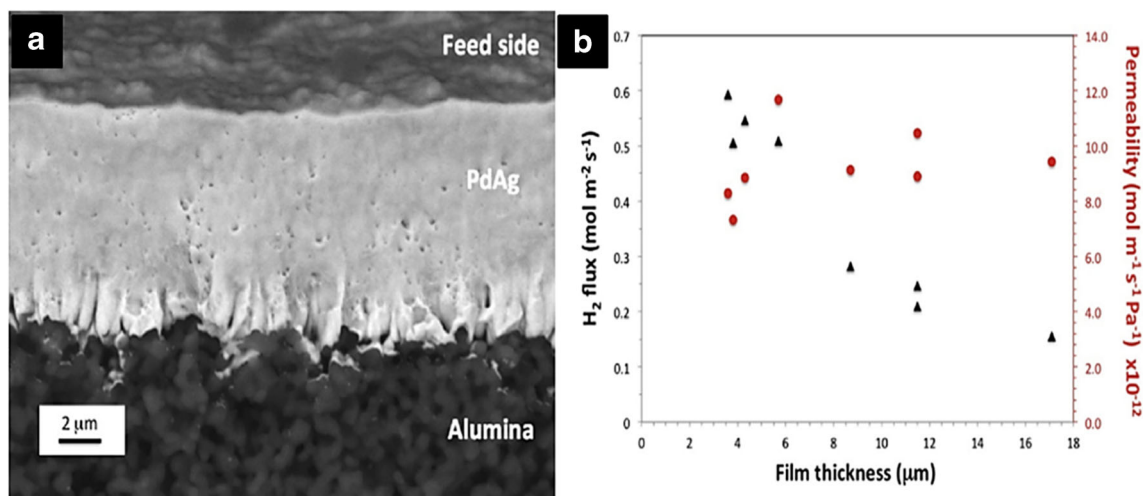 a
Feed side
PdAg
2 μm
Alumina
b
H2 flux (mol m-2 s-1)
0.7
0.6
0.5
0.4
0.3
0.2
0.1
0
0 2 4 6 8 10 12 14 16 18
Film thickness (μm)
14.0
12.0
10.0
8.0
6.0
4.0
2.0
0.0
Permeability (mol m-1 s-1 Pa-1) x10-12